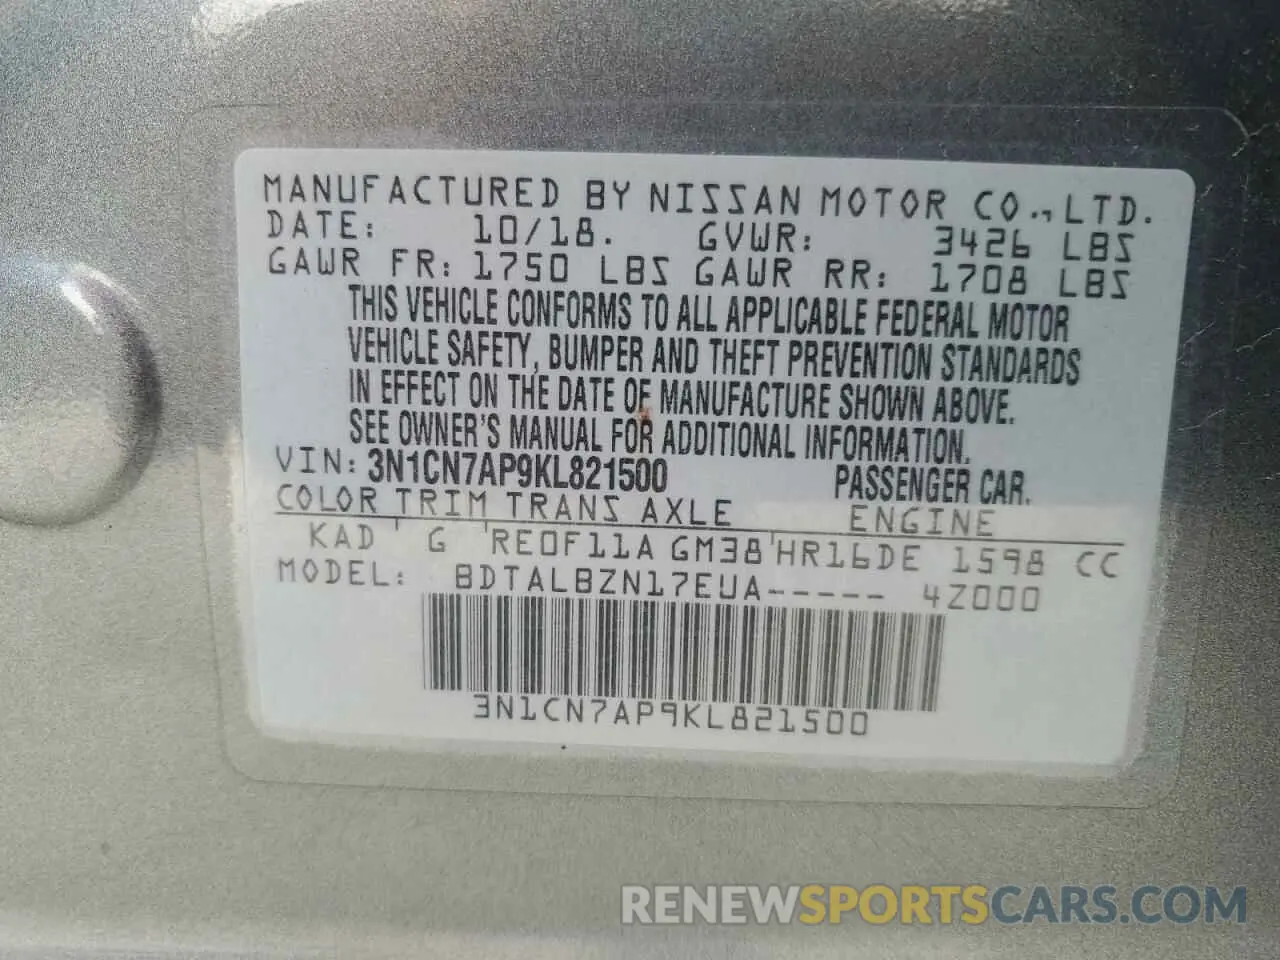 MANUFACTURED BY NISSAN MOTOR CO., LTD.
DATE: 10/18. GVWR: 3426 LBS
GAWR FR: 1750 LBS GAWR RR: 1708 LBS
THIS VEHICLE CONFORMS TO ALL APPLICABLE FEDERAL MOTOR
VEHICLE SAFETY, BUMPER AND THEFT PREVENTION STANDARDS
IN EFFECT ON THE DATE OF MANUFACTURE SHOWN ABOVE.
SEE OWNER'S MANUAL FOR ADDITIONAL INFORMATION.
VIN: 3N1CN7AP9KL821500 PASSENGER CAR.
COLOR TRIM TRANS AXLE ENGINE
KAD ' G ' RE0F11A GM38 ' HR16DE 1598 CC
MODEL: BDTALBZN17EUA----- 4Z000
3N1CN7AP9KL821500
RENEWSPORTSCARS.COM